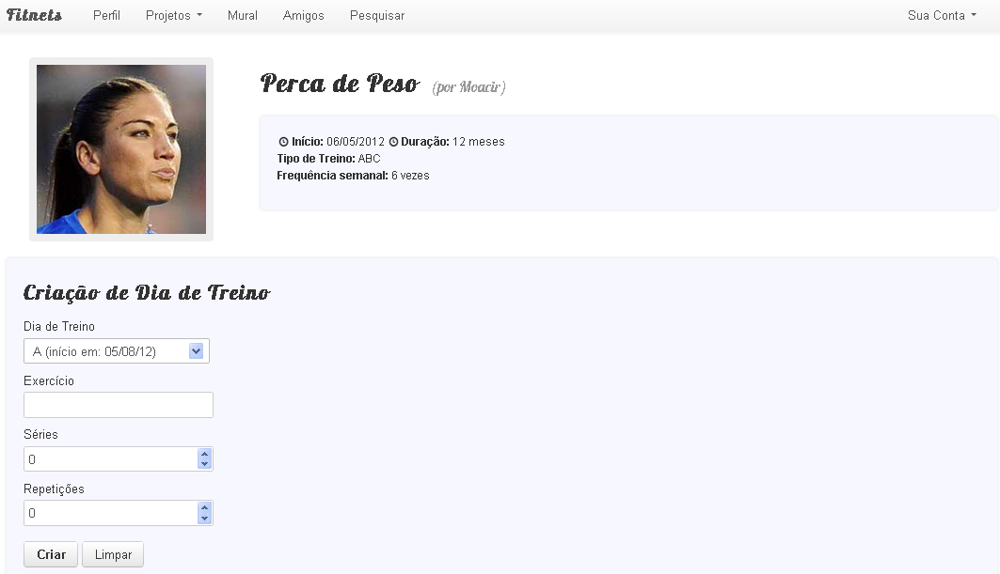 Fitnets Perfil Projetos Mural Amigos Pesquisar Sua Conta
Perca de Peso (por Moacir)
Início: 06/05/2012 Duração: 12 meses
Tipo de Treino: ABC
Frequência semanal: 6 vezes
Criação de Dia de Treino
Dia de Treino
A (início em: 05/08/12)
Exercício
Séries
0
Repetições
0
Criar Limpar